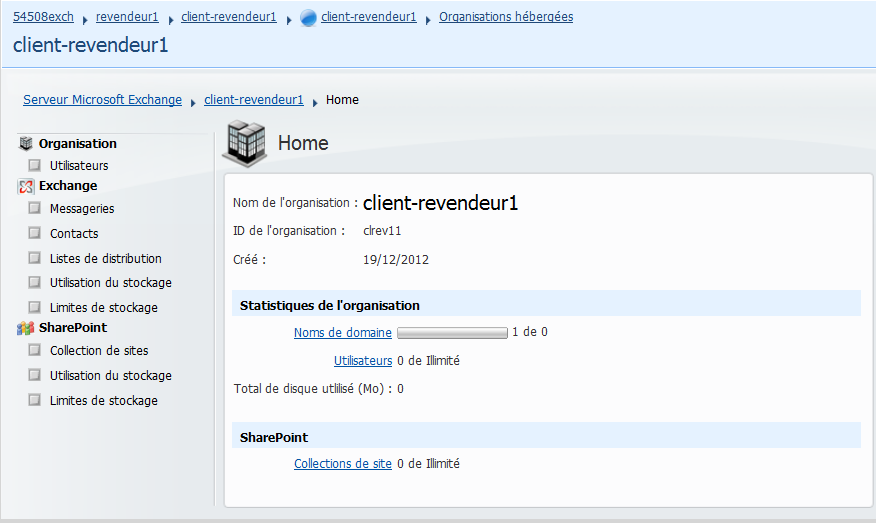 54508exch revendeur1 client-revendeur1 client-revendeur1 Organisations hébergées
client-revendeur1
Serveur Microsoft Exchange client-revendeur1 Home
Organisation
Utilisateurs
Exchange
Messageries
Contacts
Listes de distribution
Utilisation du stockage
Limites de stockage
SharePoint
Collection de sites
Utilisation du stockage
Limites de stockage
Home
Nom de l'organisation : client-revendeur1
ID de l'organisation : clrev11
Créé : 19/12/2012
Statistiques de l'organisation
Noms de domaine 1 de 0
Utilisateurs 0 de Illimité
Total de disque utlilisé (Mo) : 0
SharePoint
Collections de site 0 de Illimité